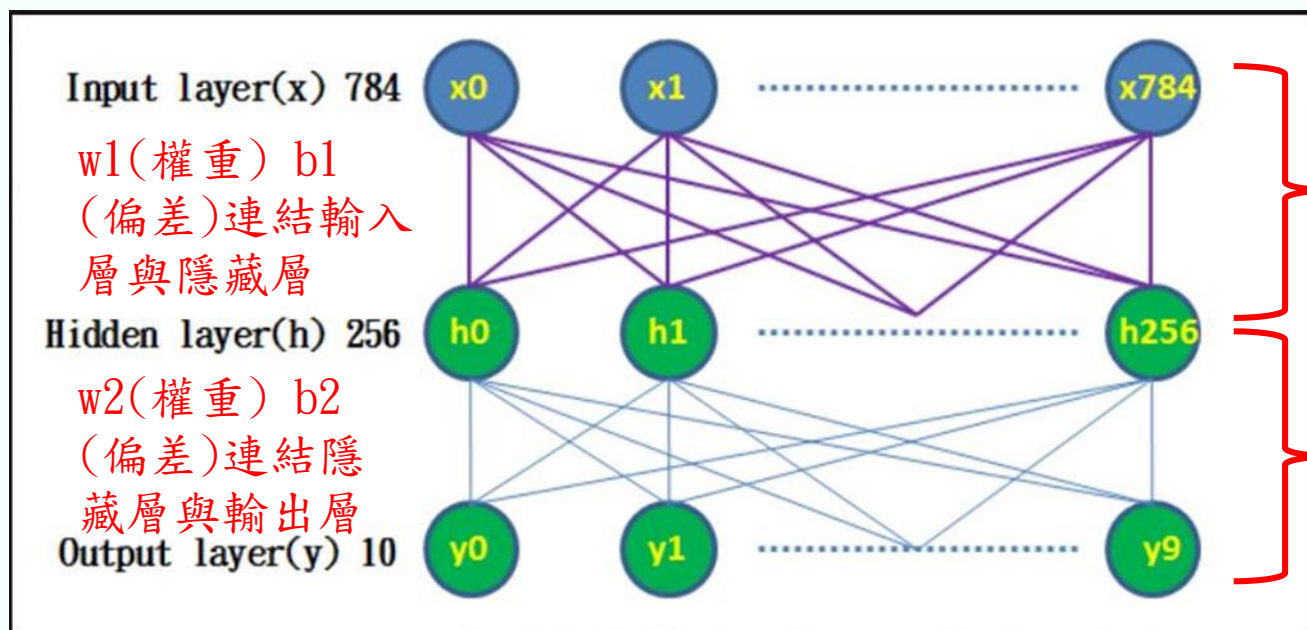 Input layer(x) 784 x0 x1 x784
w1(權重) b1
(偏差)連結輸入
層與隱藏層
Hidden layer(h) 256 h0 h1 h256
w2(權重) b2
(偏差)連結隱
藏層與輸出層
Output layer(y) 10 y0 y1 y9